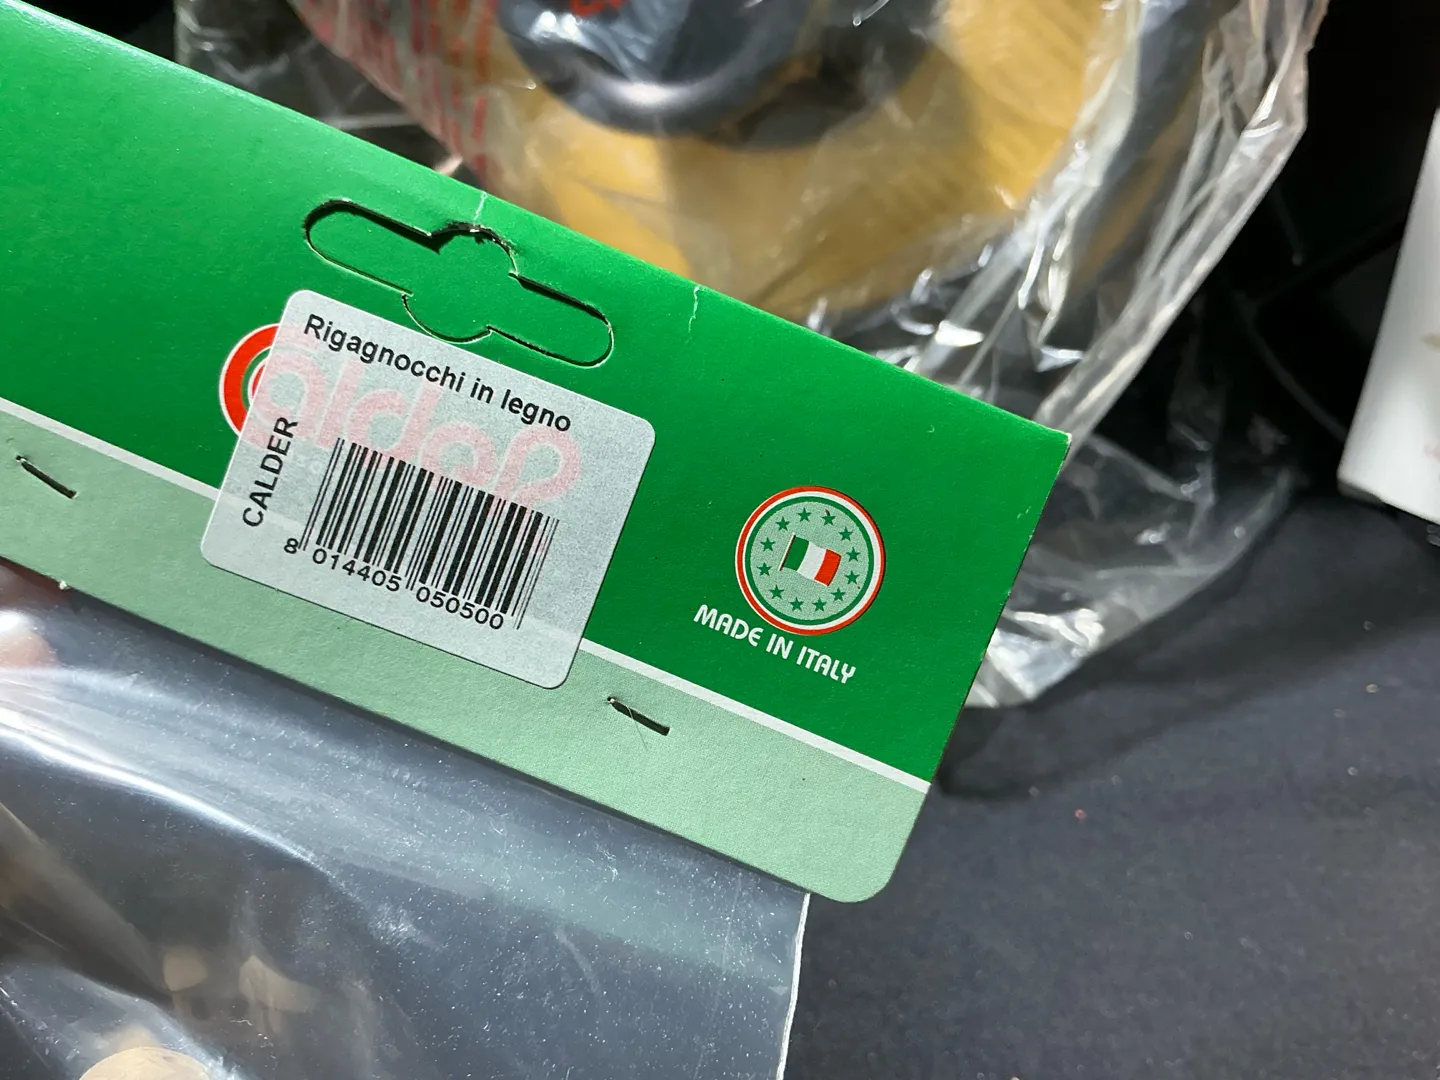 Rigagnocchi in legno
CALDER
8 014405 050500
MADE IN ITALY